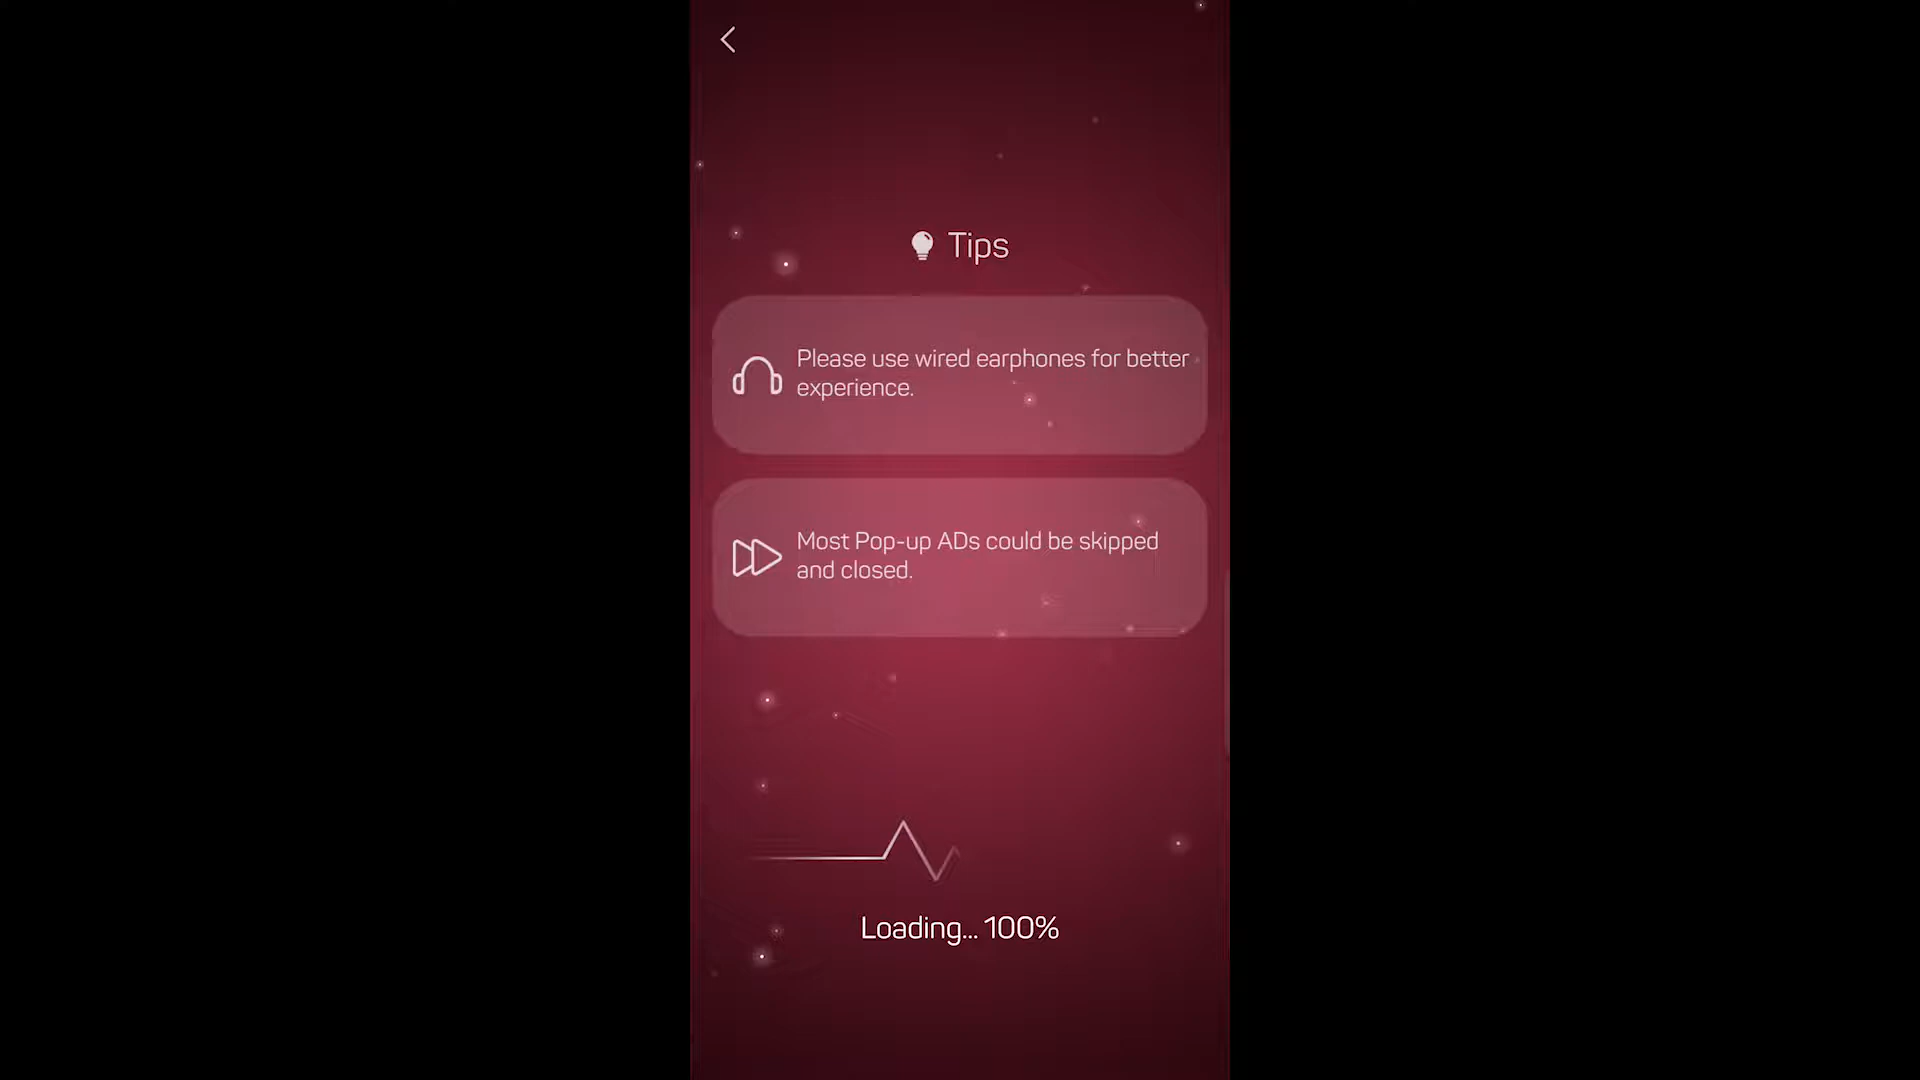 Tips
Please use wired earphones for better
experience.
Most Pop-up ADs could be skipped
and closed.
Loading... 100%